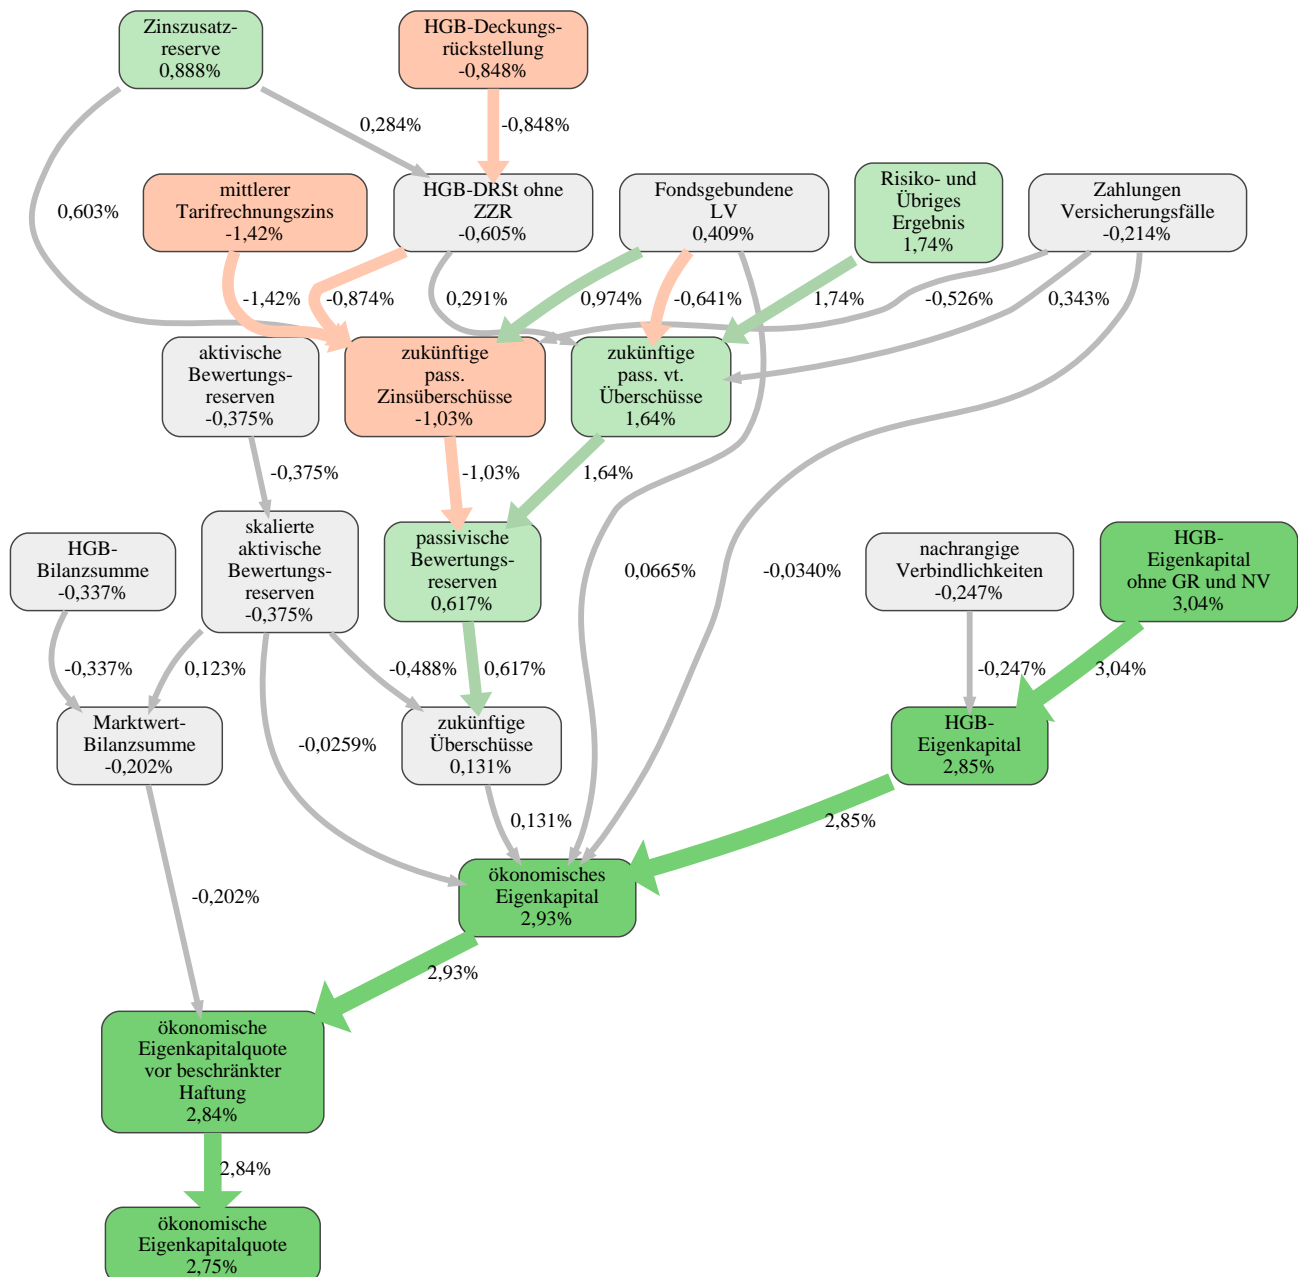 Zinszusatz-
reserve
0,888%
HGB-Deckungs-
rückstellung
-0,848%
0,284%
-0,848%
mittlerer
Tarifrechnungszins
-1,42%
HGB-DRSt ohne
ZZR
-0,605%
Fondsgebundene
LV
0,409%
Risiko- und
Übriges
Ergebnis
1,74%
Zahlungen
Versicherungsfälle
-0,214%
0,603%
-1,42%
-0,874%
0,291%
0,974%
-0,641%
1,74%
-0,526%
0,343%
aktivische
Bewertungs-
reserven
-0,375%
zukünftige
pass.
Zinsüberschüsse
-1,03%
zukünftige
pass. vt.
Überschüsse
1,64%
-0,375%
-1,03%
1,64%
HGB-
Bilanzsumme
-0,337%
skalierte
aktivische
Bewertungs-
reserven
-0,375%
passivische
Bewertungs-
reserven
0,617%
0,0665%
-0,0340%
nachrangige
Verbindlichkeiten
-0,247%
HGB-
Eigenkapital
ohne GR und NV
3,04%
-0,337%
0,123%
-0,488%
0,617%
-0,247%
3,04%
Marktwert-
Bilanzsumme
-0,202%
-0,0259%
zukünftige
Überschüsse
0,131%
HGB-
Eigenkapital
2,85%
0,131%
2,85%
-0,202%
ökonomisches
Eigenkapital
2,93%
2,93%
ökonomische
Eigenkapitalquote
vor beschränkter
Haftung
2,84%
2,84%
ökonomische
Eigenkapitalquote
2,75%